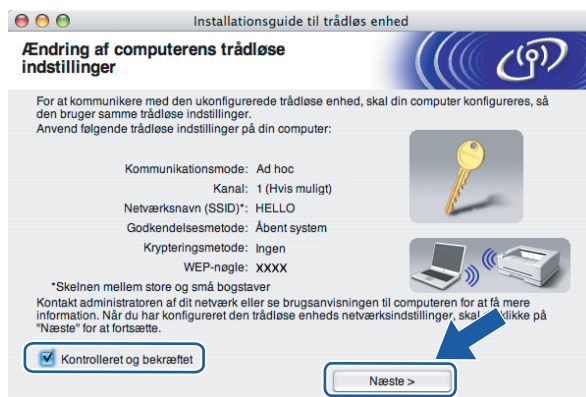 Installationsguide til trådløs enhed
Ændring af computerens trådløse
indstillinger
For at kommunikere med den ukonfigurerede trådløse enhed, skal din computer konfigureres, så
den bruger samme trådløse indstillinger.
Anvend følgende trådløse indstillinger på din computer:
Kommunikationsmode: Ad hoc
Kanal: 1 (Hvis muligt)
Netværksnavn (SSID)*: HELLO
Godkendelsesmetode: Åbent system
Krypteringsmetode: Ingen
WEP-nøgle: XXXX
*Skelnen mellem store og små bogstaver
Kontakt administratoren af dit netværk eller se brugsanvisningen til computeren for at få mere
information. Når du har konfigureret den trådløse enheds netværksindstillinger, skal klikke på
"Næste" for at fortsætte.
Kontrolleret og bekræftet
Næste >